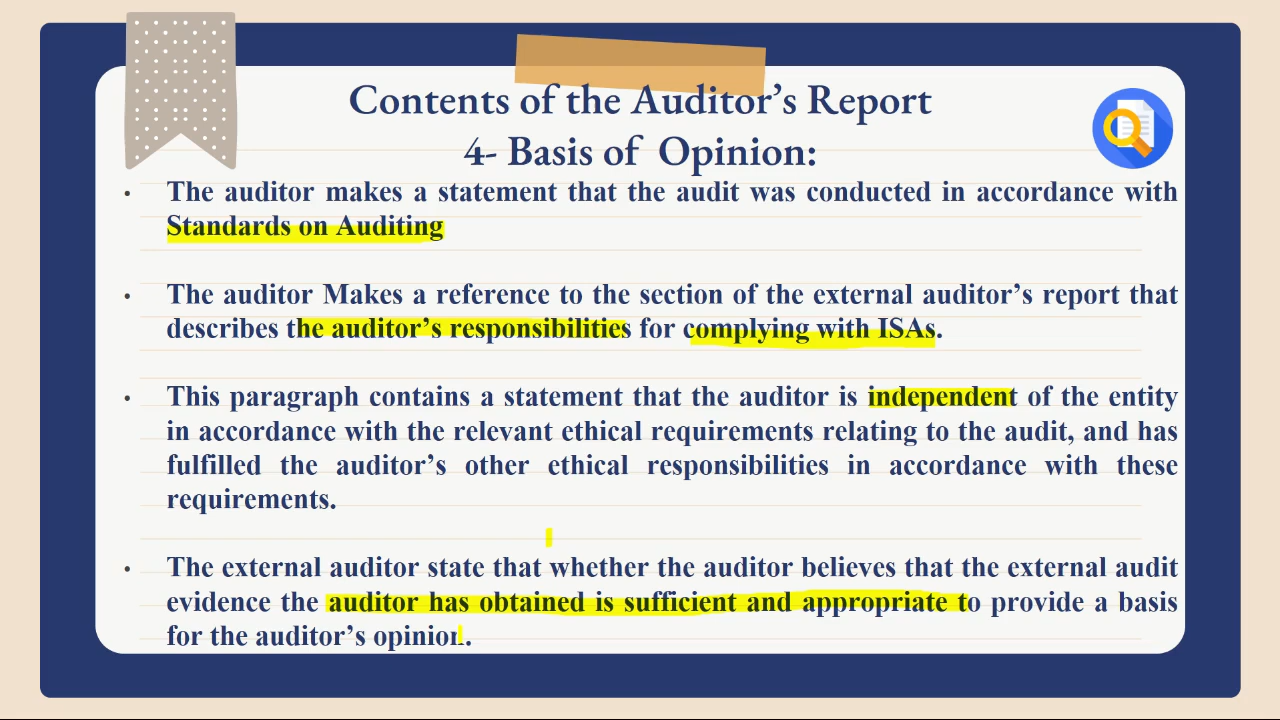 Contents of the Auditor’s Report
4- Basis of Opinion:
• The auditor makes a statement that the audit was conducted in accordance with
Standards on Auditing
• The auditor Makes a reference to the section of the external auditor’s report that
describes the auditor’s responsibilities for complying with ISAs.
• This paragraph contains a statement that the auditor is independent of the entity
in accordance with the relevant ethical requirements relating to the audit, and has
fulfilled the auditor’s other ethical responsibilities in accordance with these
requirements.
• The external auditor state that whether the auditor believes that the external audit
evidence the auditor has obtained is sufficient and appropriate to provide a basis
for the auditor’s opinion.